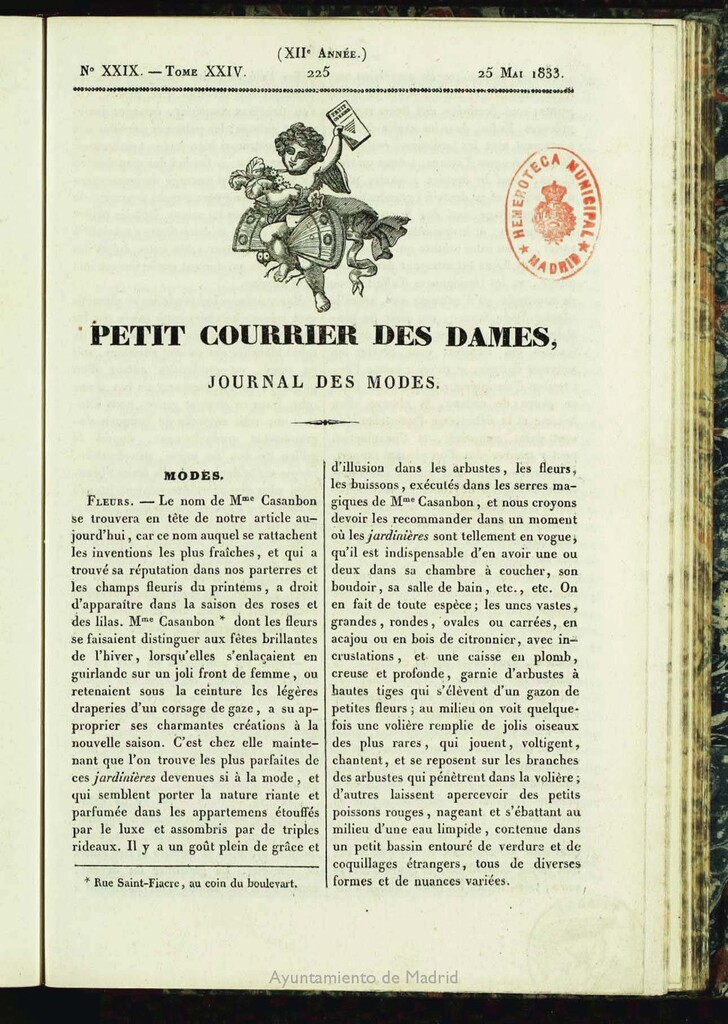 (XIIe ANNÉE.)
No XXIX. — TOME XXIV. 225 25 MAI 1833.
PETIT COURRIER DES DAMES,
JOURNAL DES MODES.
HEMEROTECA MUNICIPAL
★ MADRID ★
MODES.
FLEURS. — Le nom de Mme Casanbon
se trouvera en tête de notre article au-
jourd'hui, car ce nom auquel se rattachent
les inventions les plus fraîches, et qui a
trouvé sa réputation dans nos parterres et
les champs fleuris du printems, a droit
d'apparaître dans la saison des roses et
des lilas. Mme Casanbon * dont les fleurs
se faisaient distinguer aux fêtes brillantes
de l'hiver, lorsqu'elles s'enlaçaient en
guirlande sur un joli front de femme, ou
retenaient sous la ceinture les légères
draperies d'un corsage de gaze, a su ap-
proprier ses charmantes créations à la
nouvelle saison. C'est chez elle mainte-
nant que l'on trouve les plus parfaites de
ces jardinières devenues si à la mode, et
qui semblent porter la nature riante et
parfumée dans les appartemens étouffés
par le luxe et assombris par de triples
rideaux. Il y a un goût plein de grâce et
* Rue Saint-Fiacre, au coin du boulevart.
d'illusion dans les arbustes, les fleurs,
les buissons, exécutés dans les serres ma-
giques de Mme Casanbon, et nous croyons
devoir les recommander dans un moment
où les jardinières sont tellement en vogue,
qu'il est indispensable d'en avoir une ou
deux dans sa chambre à coucher, son
boudoir, sa salle de bain, etc., etc. On
en fait de toute espèce; les unes vastes,
grandes, rondes, ovales ou carrées, en
acajou ou en bois de citronnier, avec in-
crustations, et une caisse en plomb,
creuse et profonde, garnie d'arbustes à
hautes tiges qui s'élèvent d'un gazon de
petites fleurs; au milieu on voit quelque-
fois une volière remplie de jolis oiseaux
des plus rares, qui jouent, voltigent,
chantent, et se reposent sur les branches
des arbustes qui pénètrent dans la volière;
d'autres laissent apercevoir des petits
poissons rouges, nageant et s'ébattant au
milieu d'une eau limpide, contenue dans
un petit bassin entouré de verdure et de
coquillages étrangers, tous de diverses
formes et de nuances variées.
Ayuntamiento de Madrid